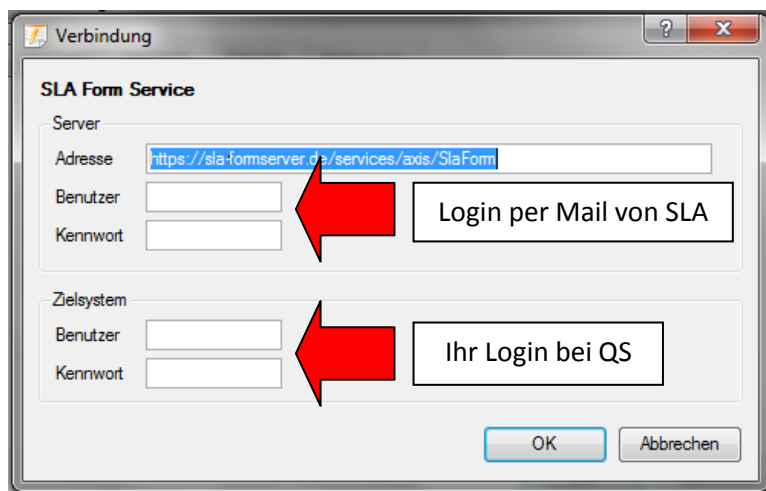 Verbindung
SLA Form Service
Server
Adresse https://sla-formserver.de/services/axis/SlaForm
Benutzer
Kennwort
Login per Mail von SLA
Zielsystem
Benutzer
Kennwort
Ihr Login bei QS
OK Abbrechen